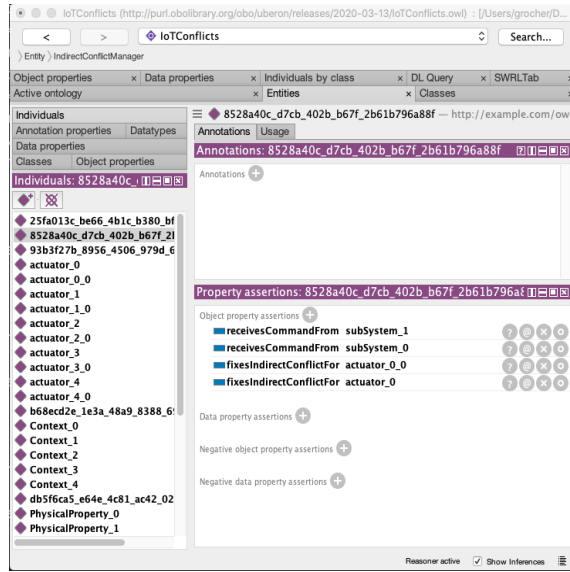 IoTConflicts (http://purl.obolibrary.org/obo/uberon/releases/2020-03-13/IoTConflicts.owl) : [/Users/grocher/D...
< > IoTConflicts Search...
Entity 〉IndirectConflictManager
Object properties × Data properties × Individuals by class × DL Query × SWRLTab
Active ontology × Entities × Classes
Individuals
Annotation properties Datatypes
Data properties
Classes Object properties
Individuals: 8528a40c_
25fa013c_be66_4b1c_b380_bf
8528a40c_d7cb_402b_b67f_2
93b3f27b_8956_4506_979d_6
actuator_0
actuator_0_0
actuator_1
actuator_1_0
actuator_2
actuator_2_0
actuator_3
actuator_3_0
actuator_4
actuator_4_0
b68ecd2e_1e3a_48a9_8388_6
Context_0
Context_1
Context_2
Context_3
Context_4
db5f6ca5_e64e_4c81_ac42_02
PhysicalProperty_0
PhysicalProperty_1
8528a40c_d7cb_402b_b67f_2b61b796a88f — http://example.com/ow
Annotations Usage
Annotations: 8528a40c_d7cb_402b_b67f_2b61b796a88f
Annotations
Property assertions: 8528a40c_d7cb_402b_b67f_2b61b796a8
Object property assertions
receivesCommandFrom subSystem_1
receivesCommandFrom subSystem_0
fixesIndirectConflictFor actuator_0_0
fixesIndirectConflictFor actuator_0
Data property assertions
Negative object property assertions
Negative data property assertions
Reasoner active Show Inferences